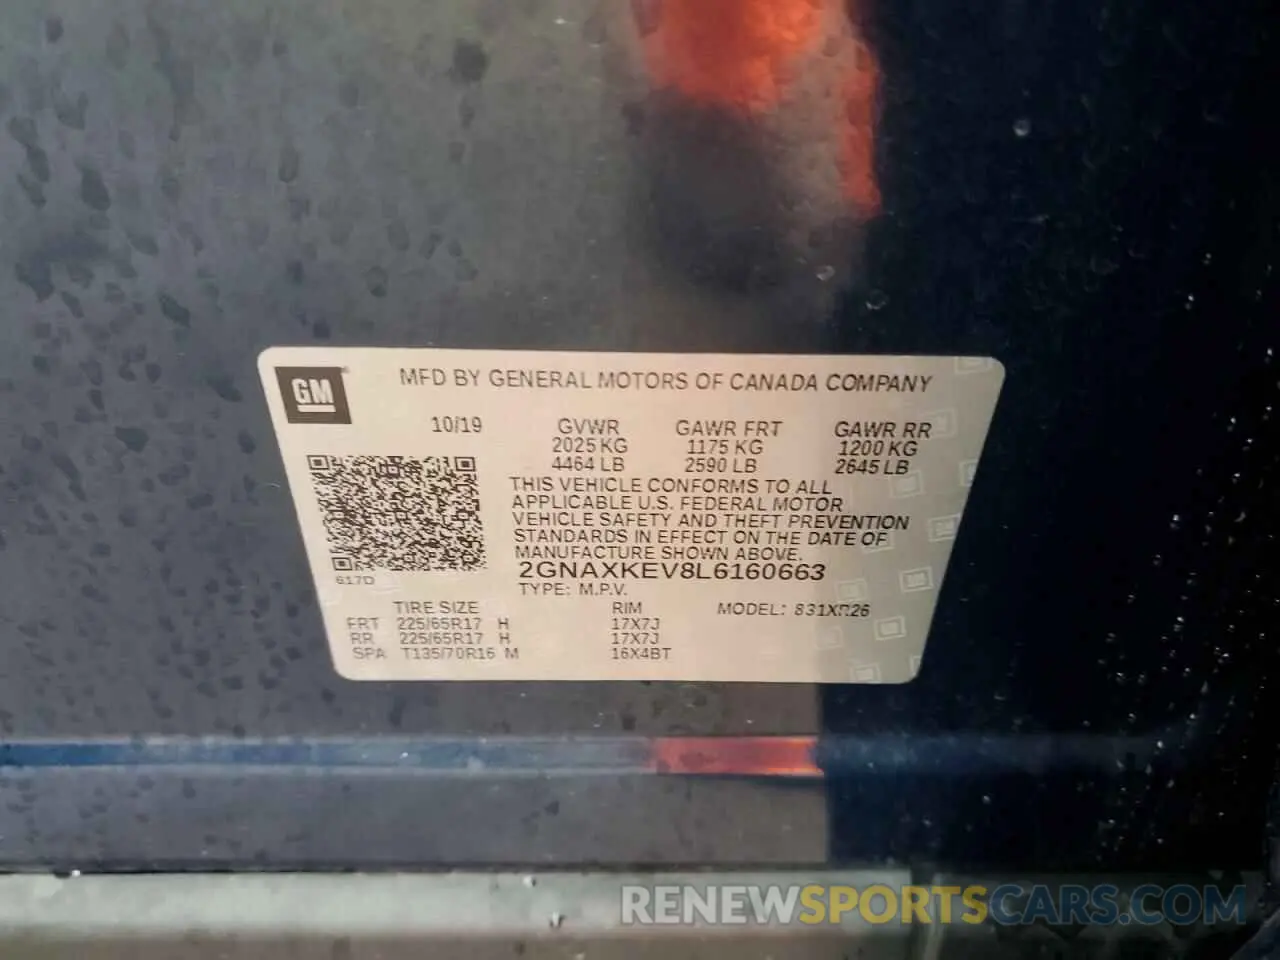 GM
MFD BY GENERAL MOTORS OF CANADA COMPANY
10/19 GVWR GAWR FRT GAWR RR
2025 KG 1175 KG 1200 KG
4464 LB 2590 LB 2645 LB
THIS VEHICLE CONFORMS TO ALL
APPLICABLE U.S. FEDERAL MOTOR
VEHICLE SAFETY AND THEFT PREVENTION
STANDARDS IN EFFECT ON THE DATE OF
MANUFACTURE SHOWN ABOVE.
2GNAXKEV8L6160663
617D
TYPE: M.P.V.
TIRE SIZE RIM MODEL: 831XR26
FRT 225/65R17 H 17X7J
RR 225/65R17 H 17X7J
SPA T135/70R16 M 16X4BT
RENEWSPORTSCARS.COM